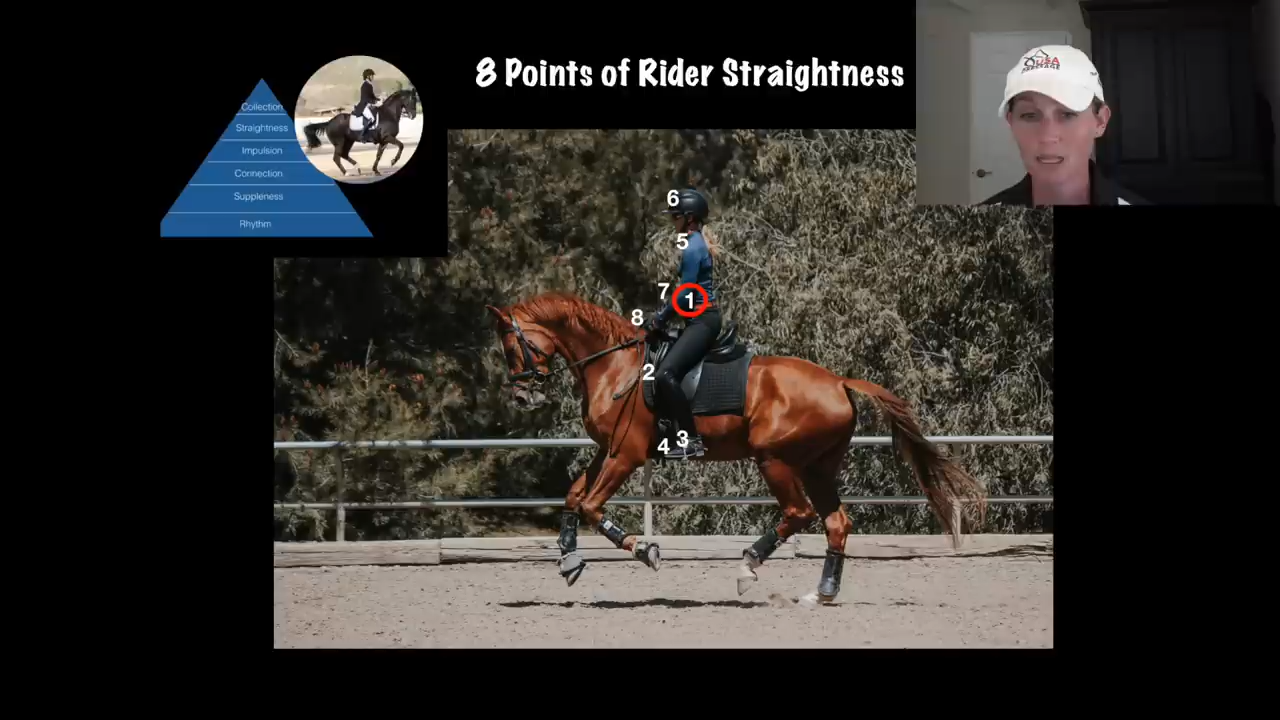 8 Points of Rider Straightness
Collection
Straightness
Impulsion
Connection
Suppleness
Rhythm
6
5
7
1
8
2
3
4
USA